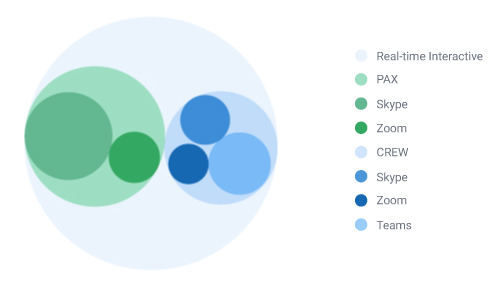 Real-time Interactive
PAX
Skype
Zoom
CREW
Skype
Zoom
Teams